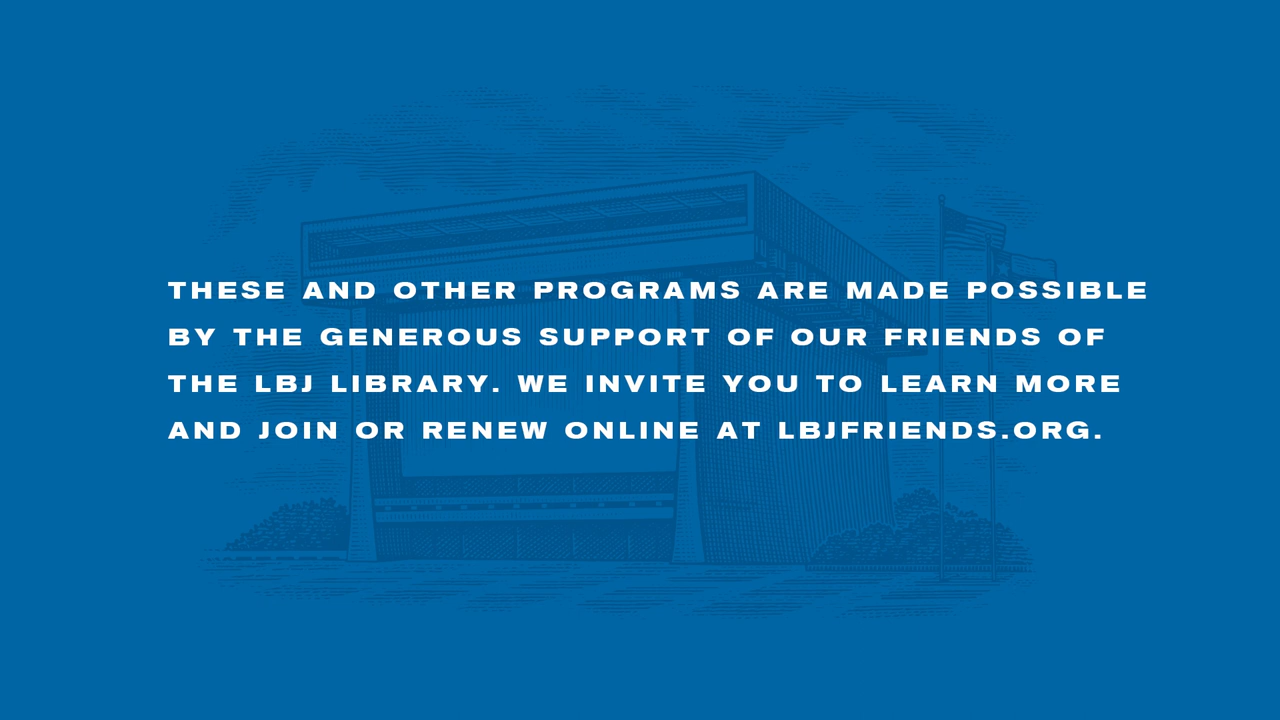 THESE AND OTHER PROGRAMS ARE MADE POSSIBLE
BY THE GENEROUS SUPPORT OF OUR FRIENDS OF
THE LBJ LIBRARY. WE INVITE YOU TO LEARN MORE
AND JOIN OR RENEW ONLINE AT LBJFRIENDS.ORG.